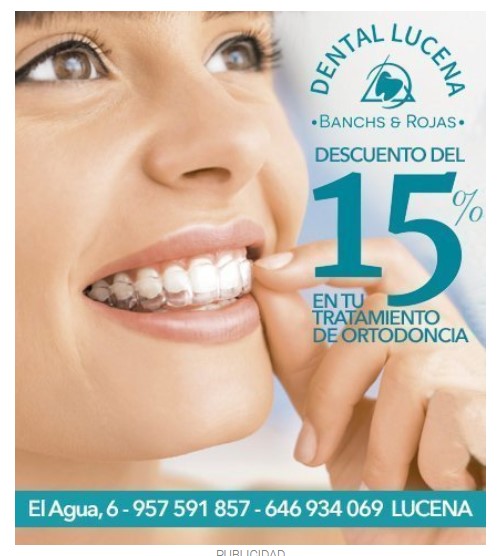 DENTAL LUCENA
• BANCHS & ROJAS •
DESCUENTO DEL
15%
EN TU
TRATAMIENTO
DE ORTODONCIA
El Agua, 6 - 957 591 857 - 646 934 069 LUCENA
PUBLICIDAD